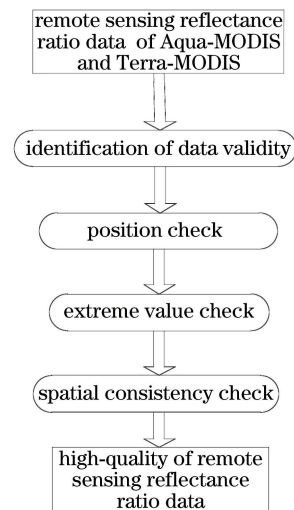 remote sensing reflectance
ratio data of Aqua-MODIS
and Terra-MODIS
identification of data validity
position check
extreme value check
spatial consistency check
high-quality of remote
sensing reflectance
ratio data